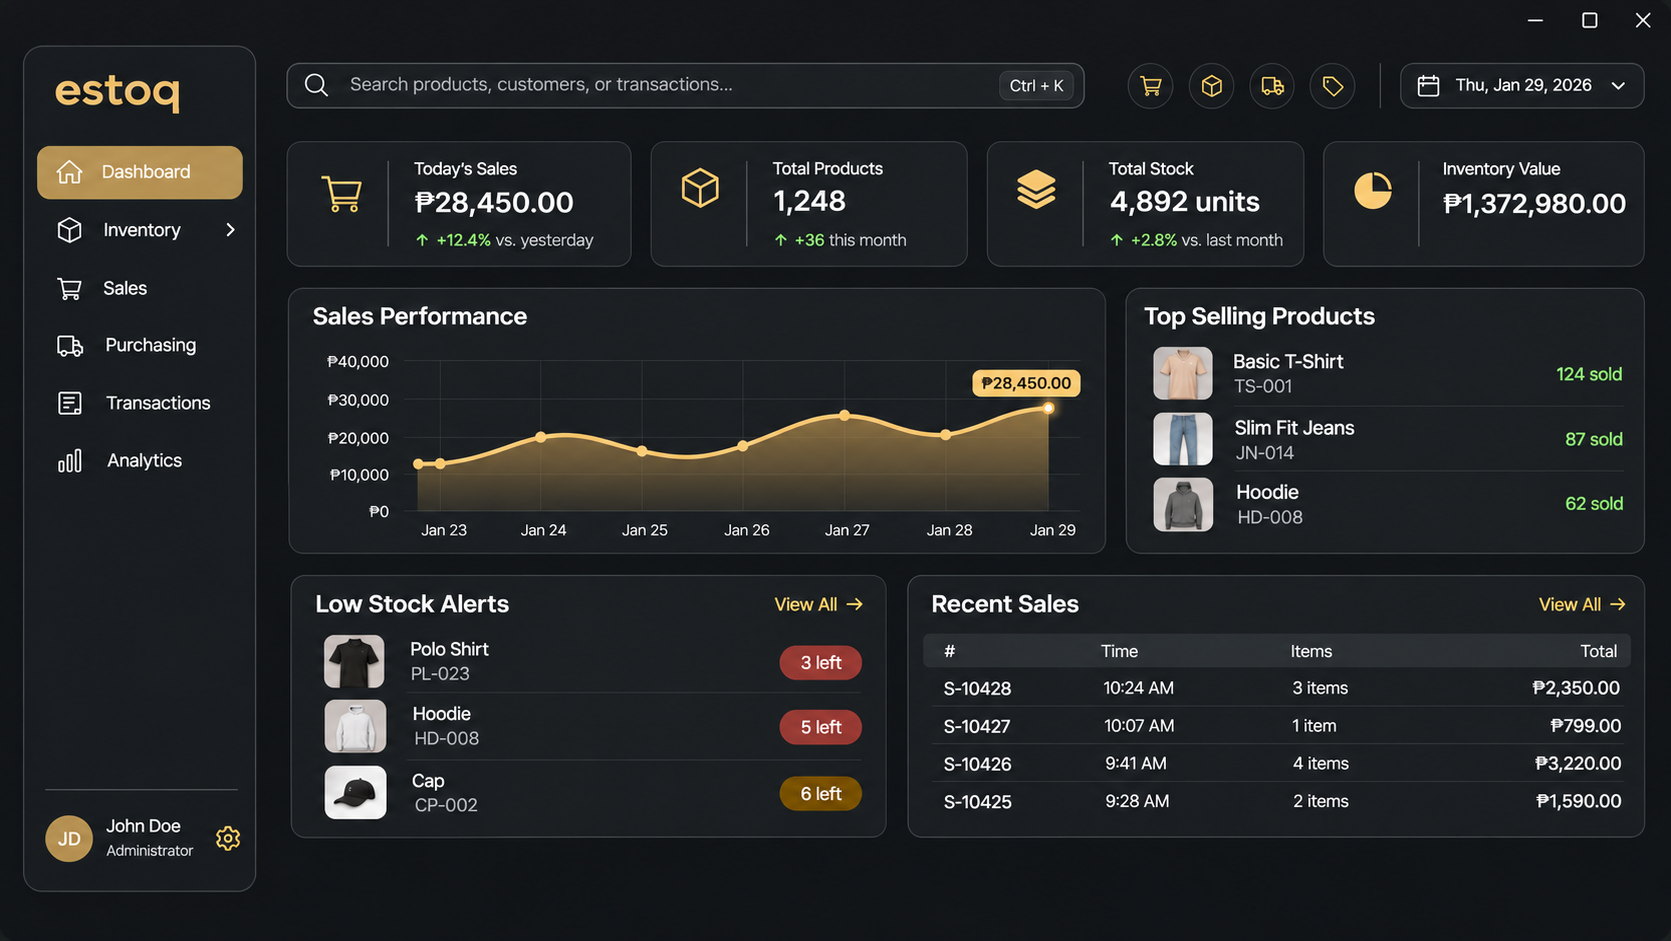 estoq
Search products, customers, or transactions...
Ctrl + K
Thu, Jan 29, 2026
Dashboard
Inventory
Sales
Purchasing
Transactions
Analytics
JD
John Doe
Administrator
Today's Sales
₱28,450.00
↑ +12.4% vs. yesterday
Total Products
1,248
↑ +36 this month
Total Stock
4,892 units
↑ +2.8% vs. last month
Inventory Value
₱1,372,980.00
Sales Performance
₱40,000
₱30,000
₱20,000
₱10,000
₱0
₱28,450.00
Jan 23
Jan 24
Jan 25
Jan 26
Jan 27
Jan 28
Jan 29
Top Selling Products
Basic T-Shirt
TS-001
124 sold
Slim Fit Jeans
JN-014
87 sold
Hoodie
HD-008
62 sold
Low Stock Alerts
View All →
Polo Shirt
PL-023
3 left
Hoodie
HD-008
5 left
Cap
CP-002
6 left
Recent Sales
View All →
# Time Items Total
S-10428 10:24 AM 3 items ₱2,350.00
S-10427 10:07 AM 1 item ₱799.00
S-10426 9:41 AM 4 items ₱3,220.00
S-10425 9:28 AM 2 items ₱1,590.00